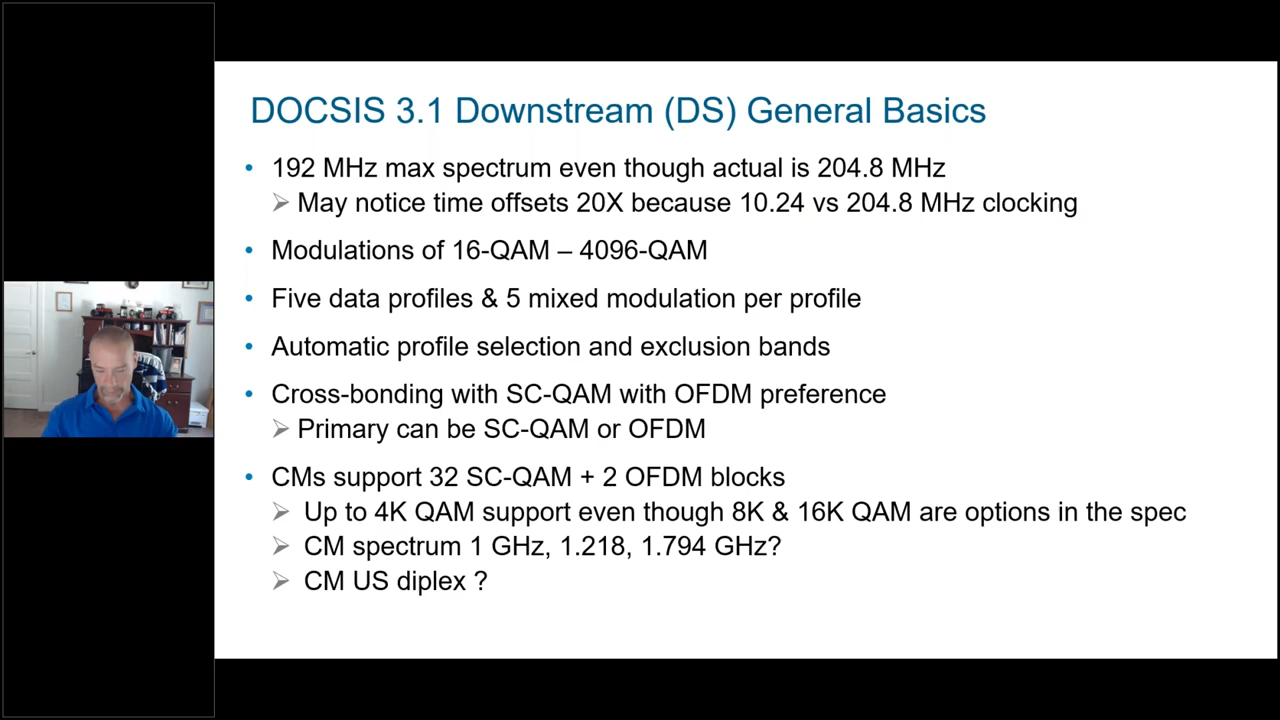 DOCSIS 3.1 Downstream (DS) General Basics
• 192 MHz max spectrum even though actual is 204.8 MHz
➢ May notice time offsets 20X because 10.24 vs 204.8 MHz clocking
• Modulations of 16-QAM – 4096-QAM
• Five data profiles & 5 mixed modulation per profile
• Automatic profile selection and exclusion bands
• Cross-bonding with SC-QAM with OFDM preference
➢ Primary can be SC-QAM or OFDM
• CMs support 32 SC-QAM + 2 OFDM blocks
➢ Up to 4K QAM support even though 8K & 16K QAM are options in the spec
➢ CM spectrum 1 GHz, 1.218, 1.794 GHz?
➢ CM US diplex ?